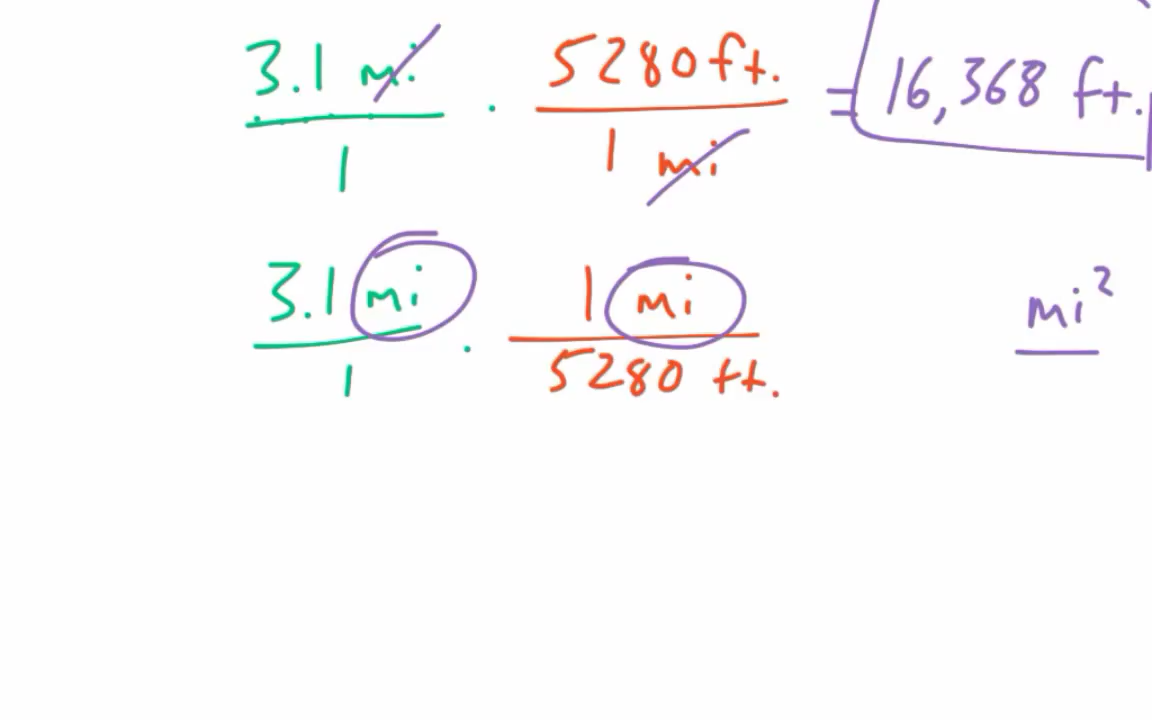 3.1 mi · 5280 ft. = 16,368 ft.
1 1 mi
3.1 mi · 1 mi mi²
1 5280 ft.